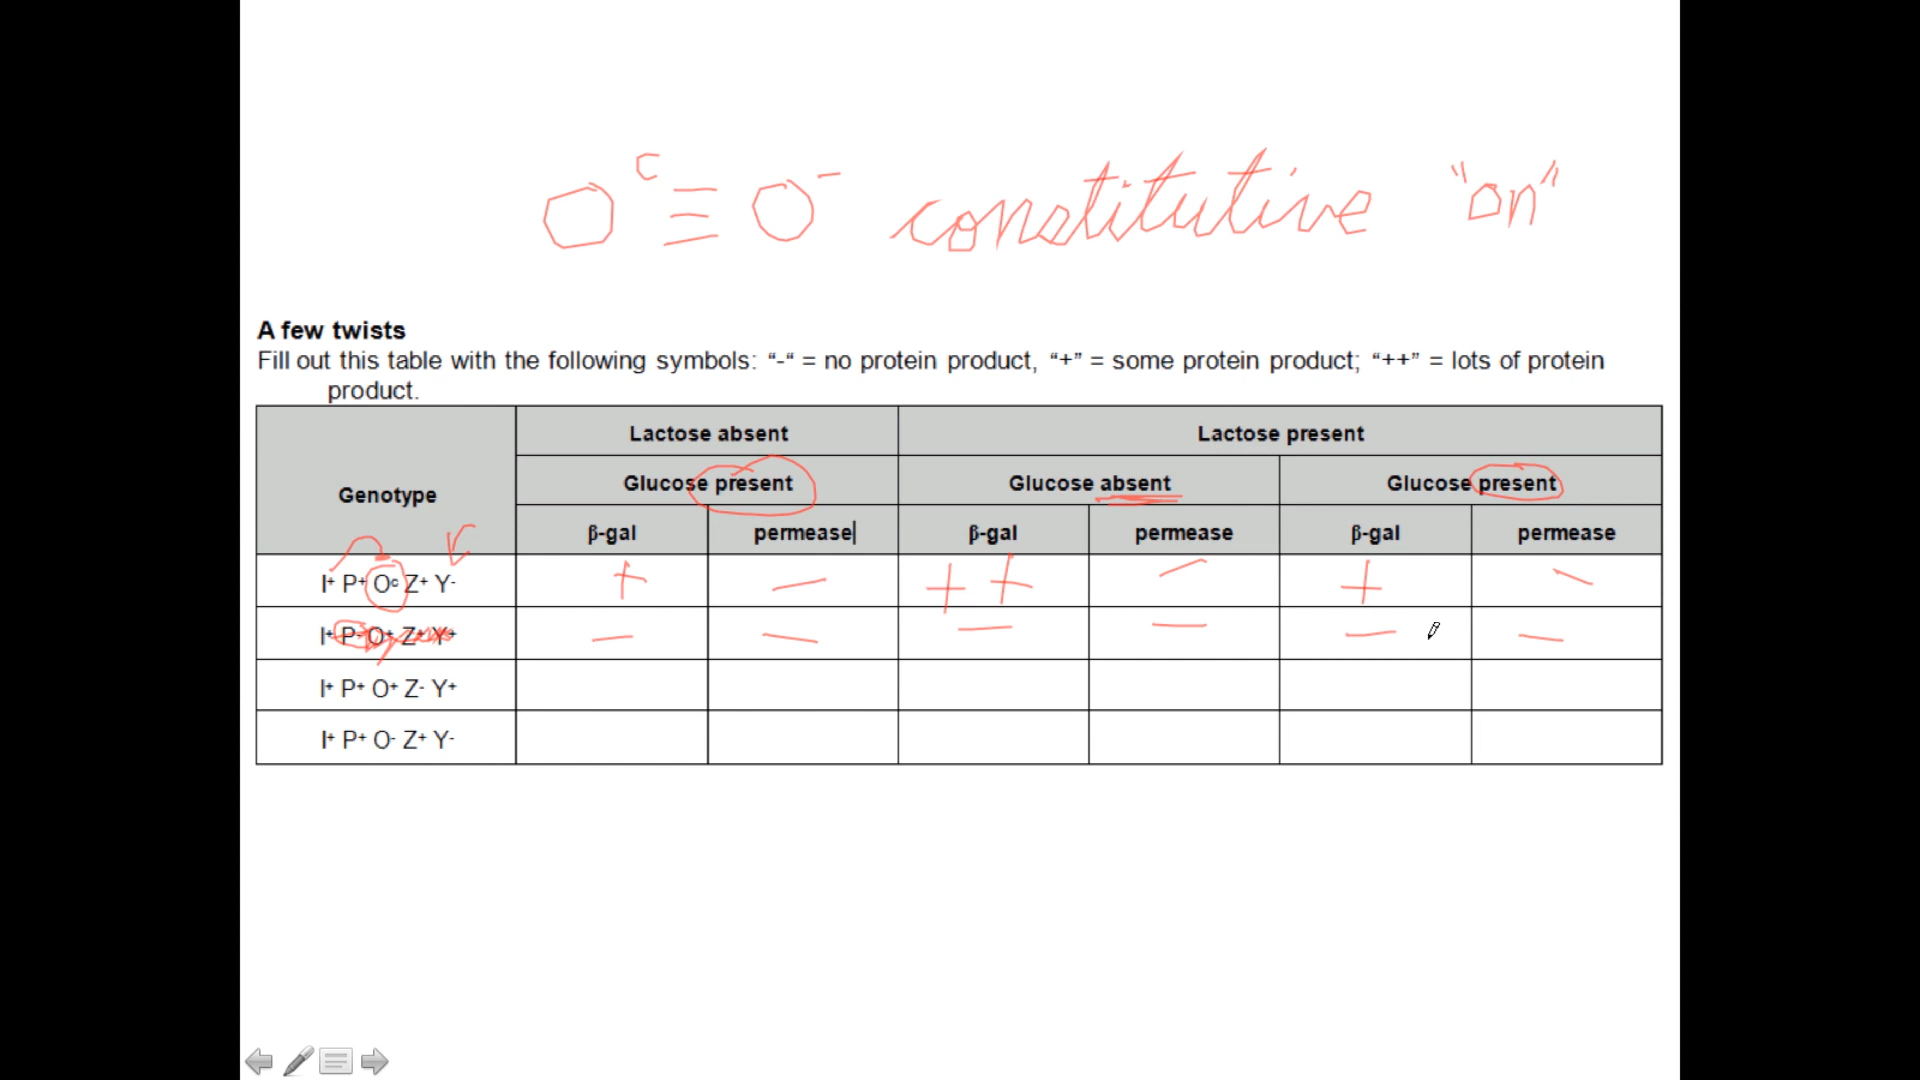 Oᶜ ≡ O⁻ constitutive "on"
A few twists
Fill out this table with the following symbols: “-“ = no protein product, “+” = some protein product; “++” = lots of protein
product.
Genotype
Lactose absent Lactose present
Glucose present Glucose absent Glucose present
β-gal permease β-gal permease β-gal permease
I⁺ P⁺ Oᶜ Z⁺ Y⁻ + − + + − + −
I⁺ P⁻ O⁺ Z⁺ Y⁺ − − − − − −
I⁺ P⁺ O⁺ Z⁻ Y⁺
I⁺ P⁺ O⁻ Z⁺ Y⁻